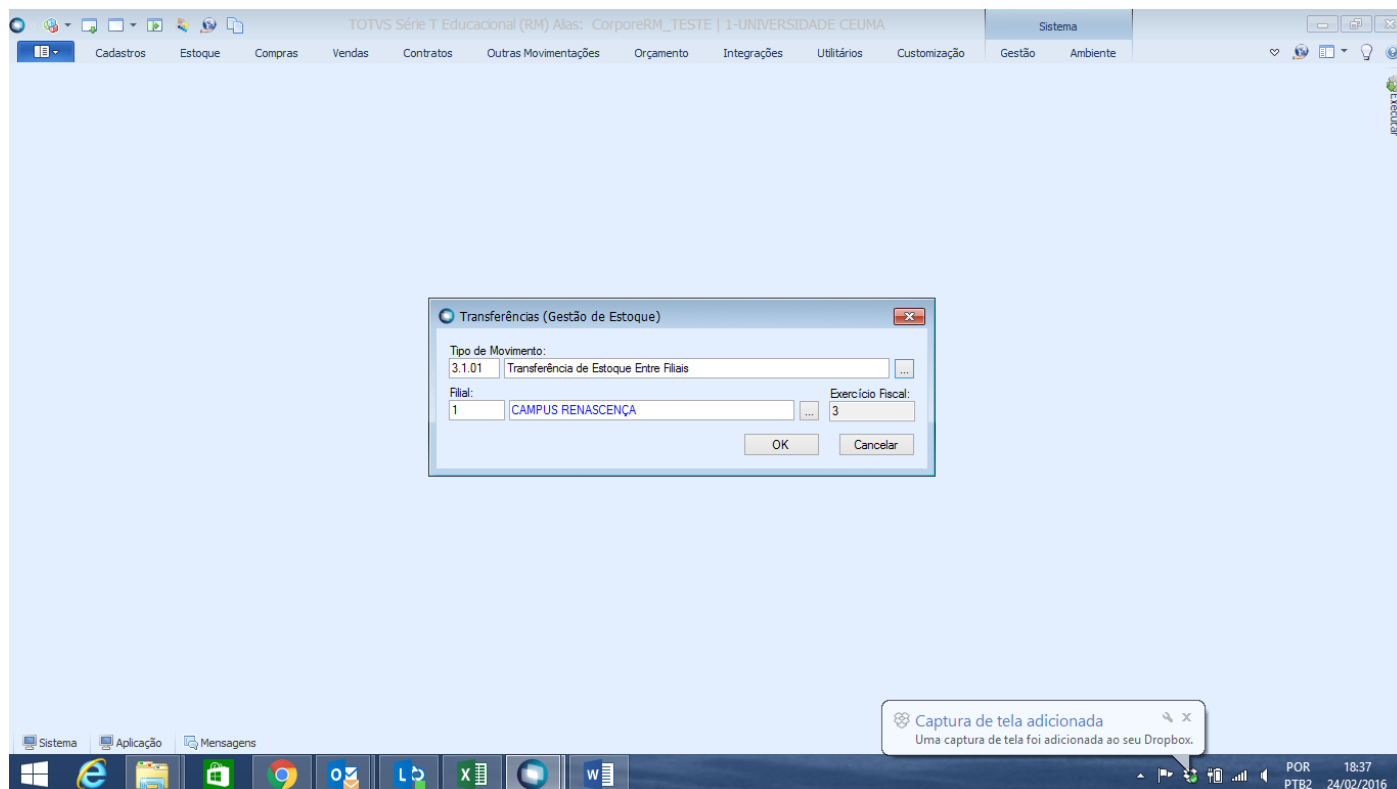 TOTVS Série T Educacional (RM) Alias: CorporeRM_TESTE | 1-UNIVERSIDADE CEUMA
Sistema
Cadastros Estoque Compras Vendas Contratos Outras Movimentações Orçamento Integrações Utilitários Customização Gestão Ambiente
Executar
Transferências (Gestão de Estoque)
Tipo de Movimento:
3.1.01 Transferência de Estoque Entre Filiais ...
Filial: Exercício Fiscal:
1 CAMPUS RENASCENÇA ... 3
OK Cancelar
Captura de tela adicionada
Uma captura de tela foi adicionada ao seu Dropbox.
Sistema Aplicação Mensagens
POR 18:37
PTB2 24/02/2016